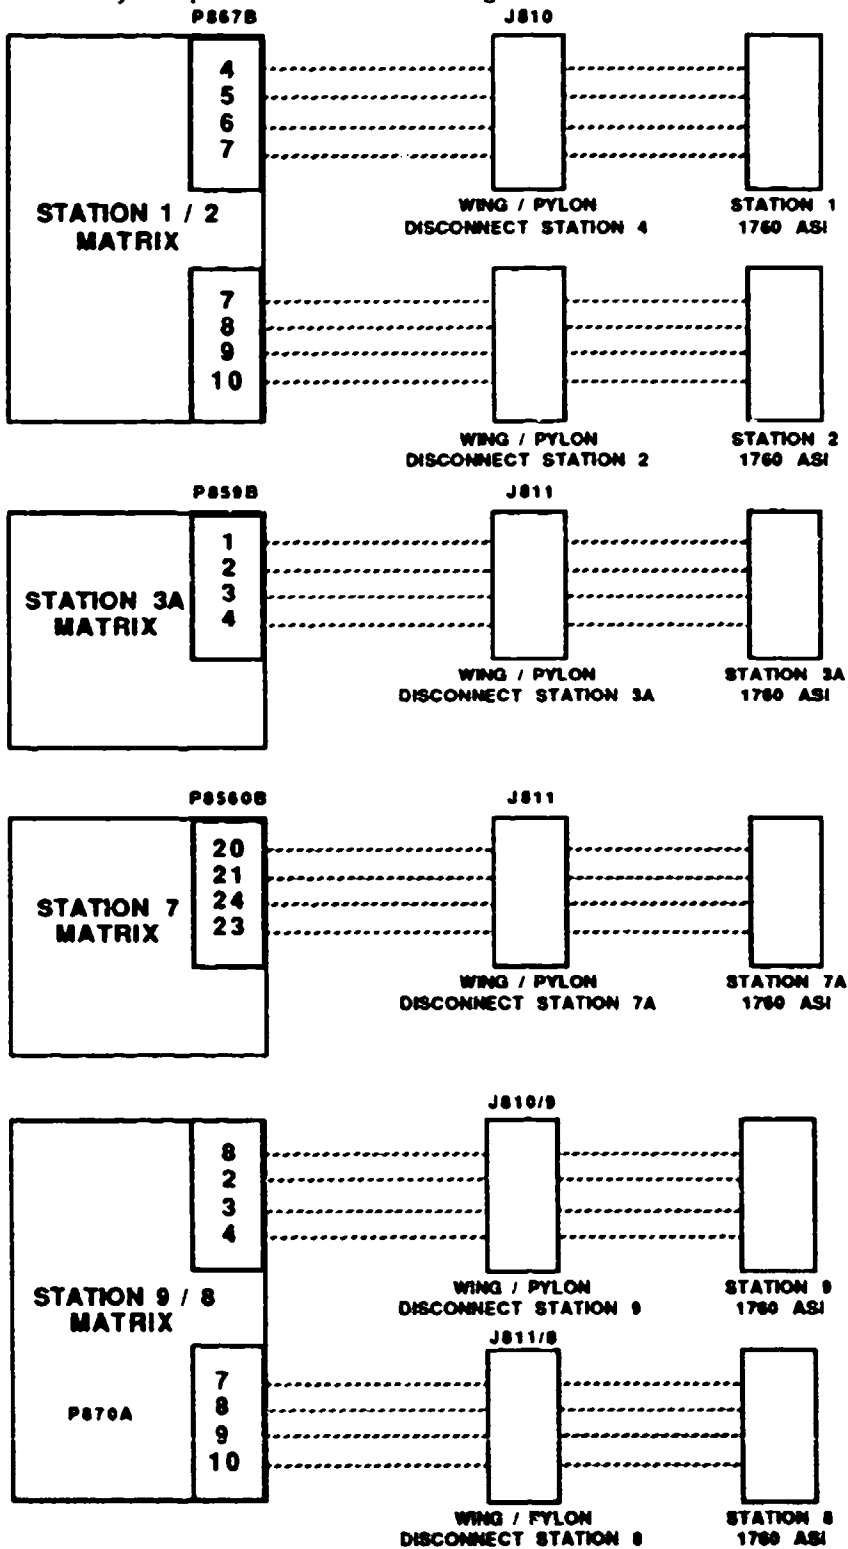 P867B
J810
4
5
6
7
STATION 1 / 2
MATRIX
WING / PYLON
DISCONNECT STATION 4
STATION 1
1760 ASI
7
8
9
10
WING / PYLON
DISCONNECT STATION 2
STATION 2
1760 ASI
P859B
J811
1
2
3
4
STATION 3A
MATRIX
WING / PYLON
DISCONNECT STATION 3A
STATION 3A
1760 ASI
P8560B
J811
20
21
24
23
STATION 7
MATRIX
WING / PYLON
DISCONNECT STATION 7A
STATION 7A
1760 ASI
J810/9
8
2
3
4
STATION 9 / 8
MATRIX
WING / PYLON
DISCONNECT STATION 9
STATION 9
1760 ASI
J811/8
P870A
7
8
9
10
WING / PYLON
DISCONNECT STATION 8
STATION 8
1760 ASI